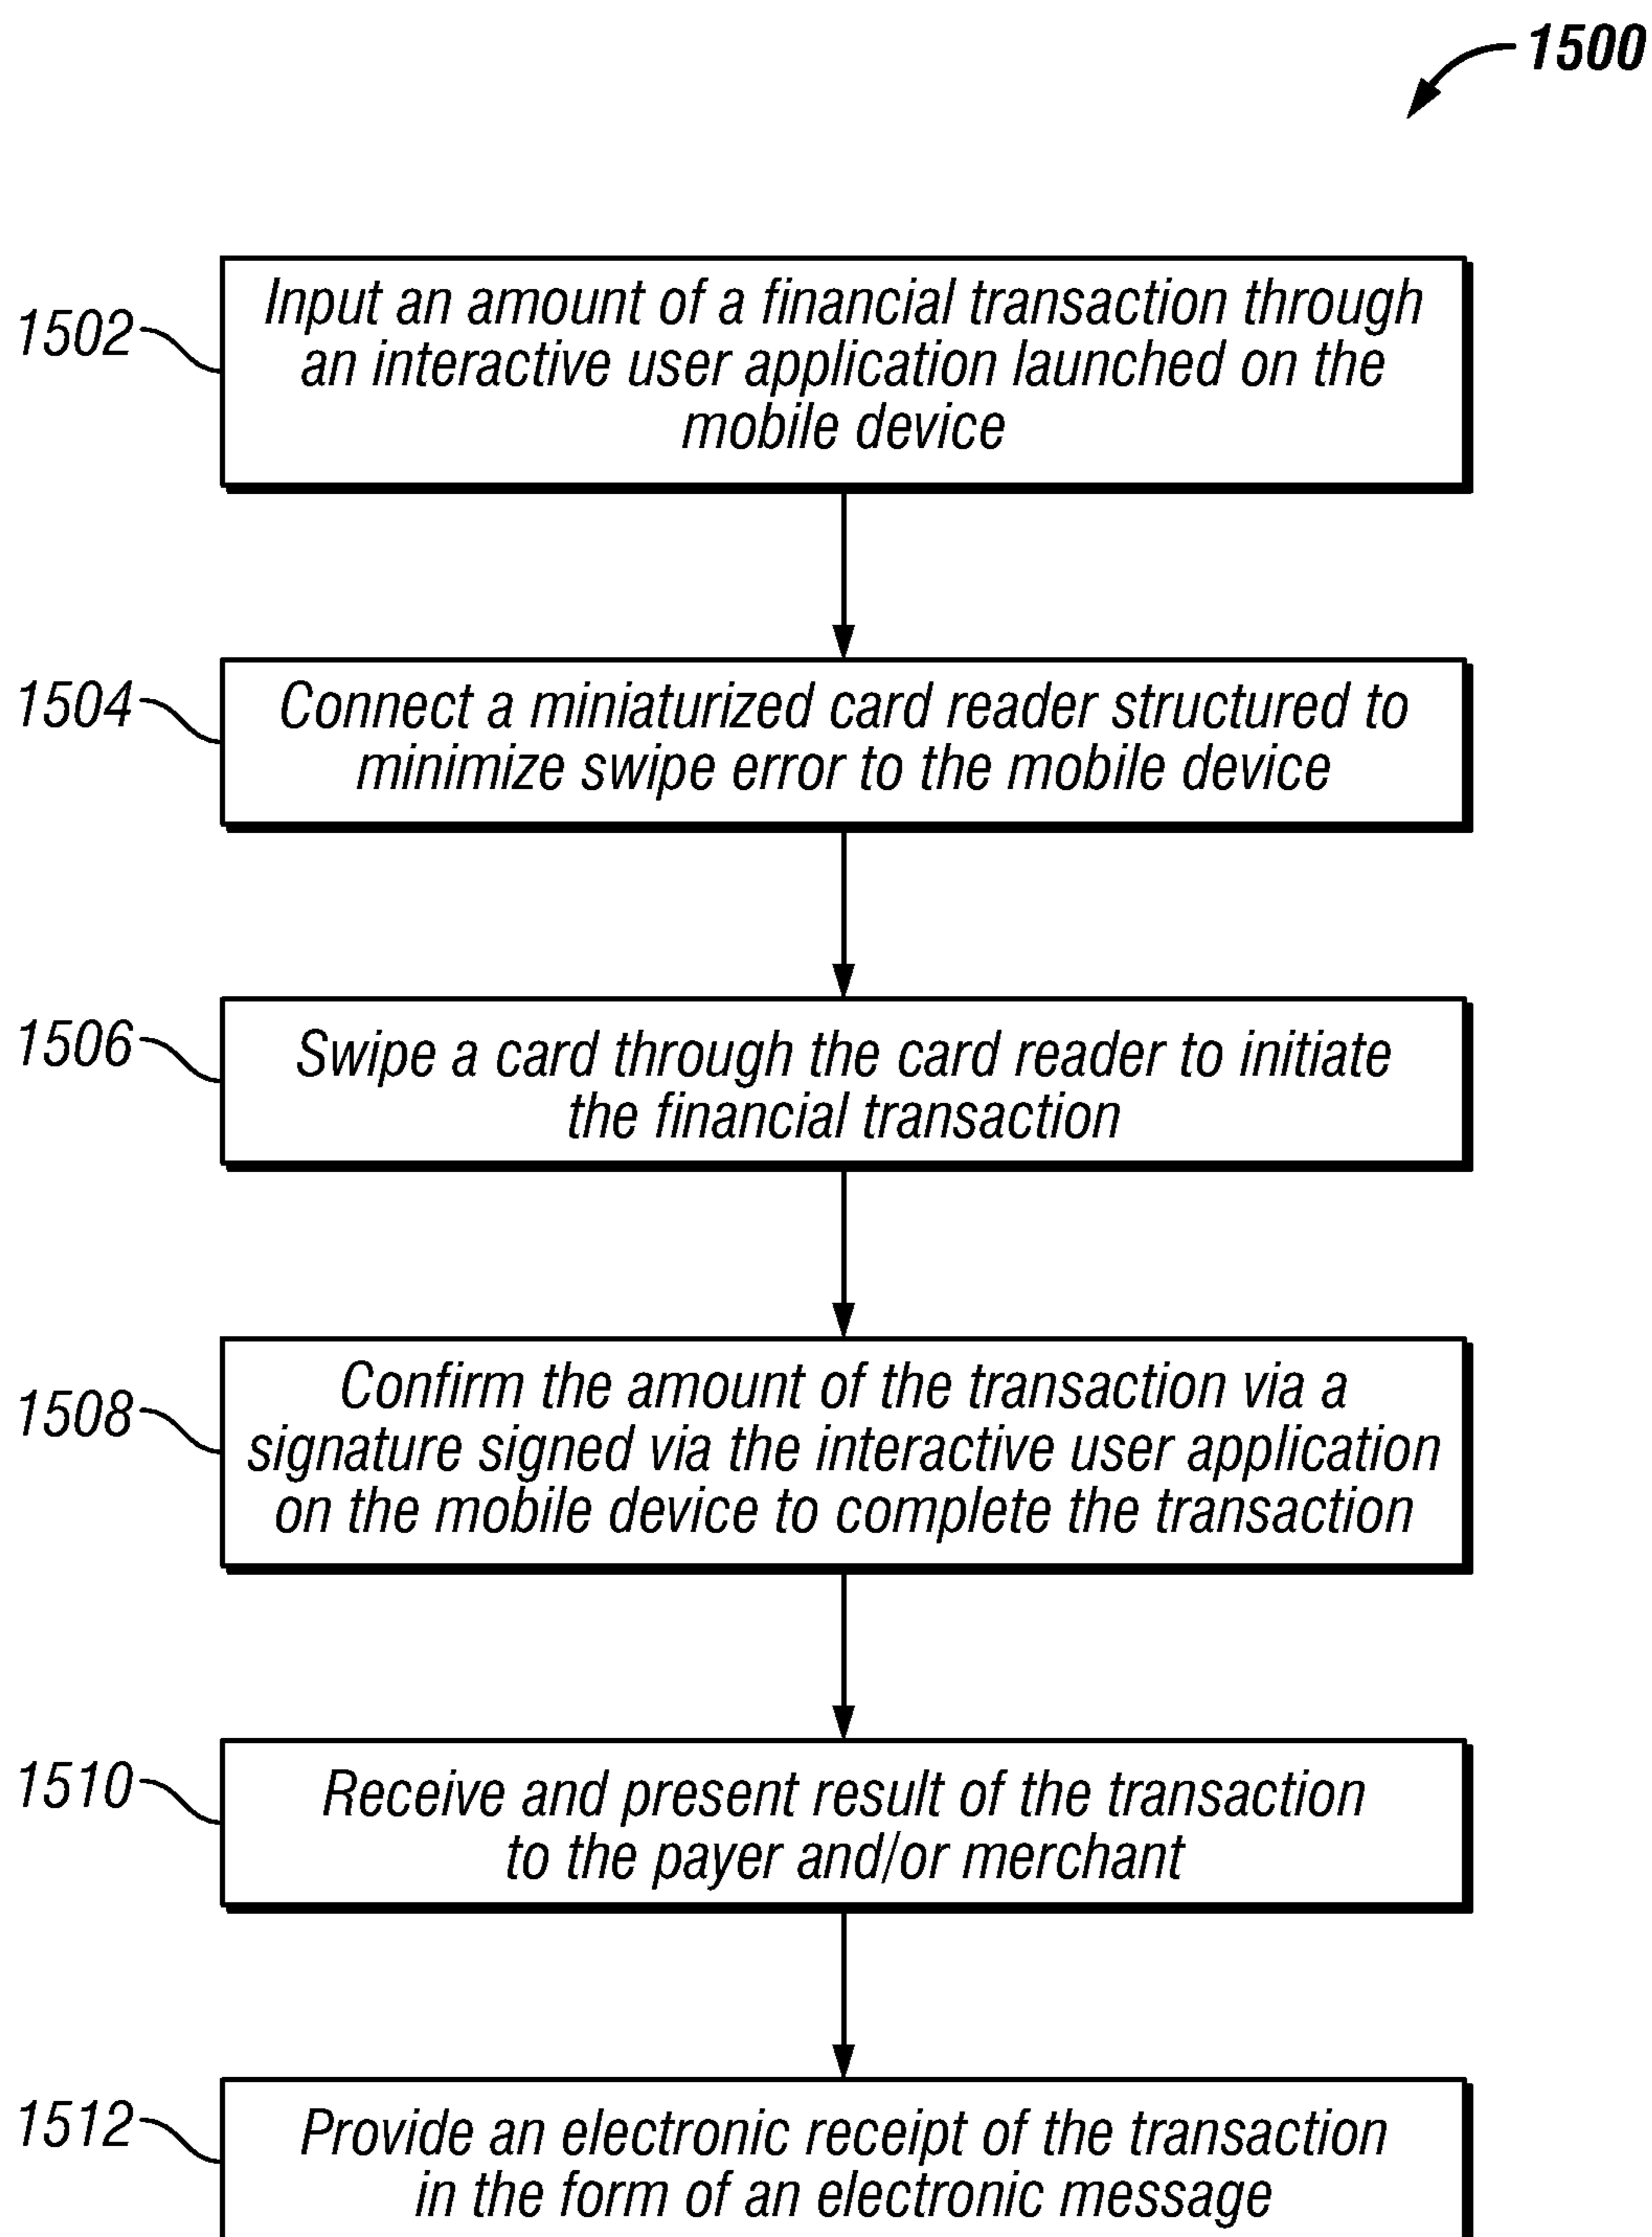 1500
1502
Input an amount of a financial transaction through
an interactive user application launched on the
mobile device
1504
Connect a miniaturized card reader structured to
minimize swipe error to the mobile device
1506
Swipe a card through the card reader to initiate
the financial transaction
1508
Confirm the amount of the transaction via a
signature signed via the interactive user application
on the mobile device to complete the transaction
1510
Receive and present result of the transaction
to the payer and/or merchant
1512
Provide an electronic receipt of the transaction
in the form of an electronic message